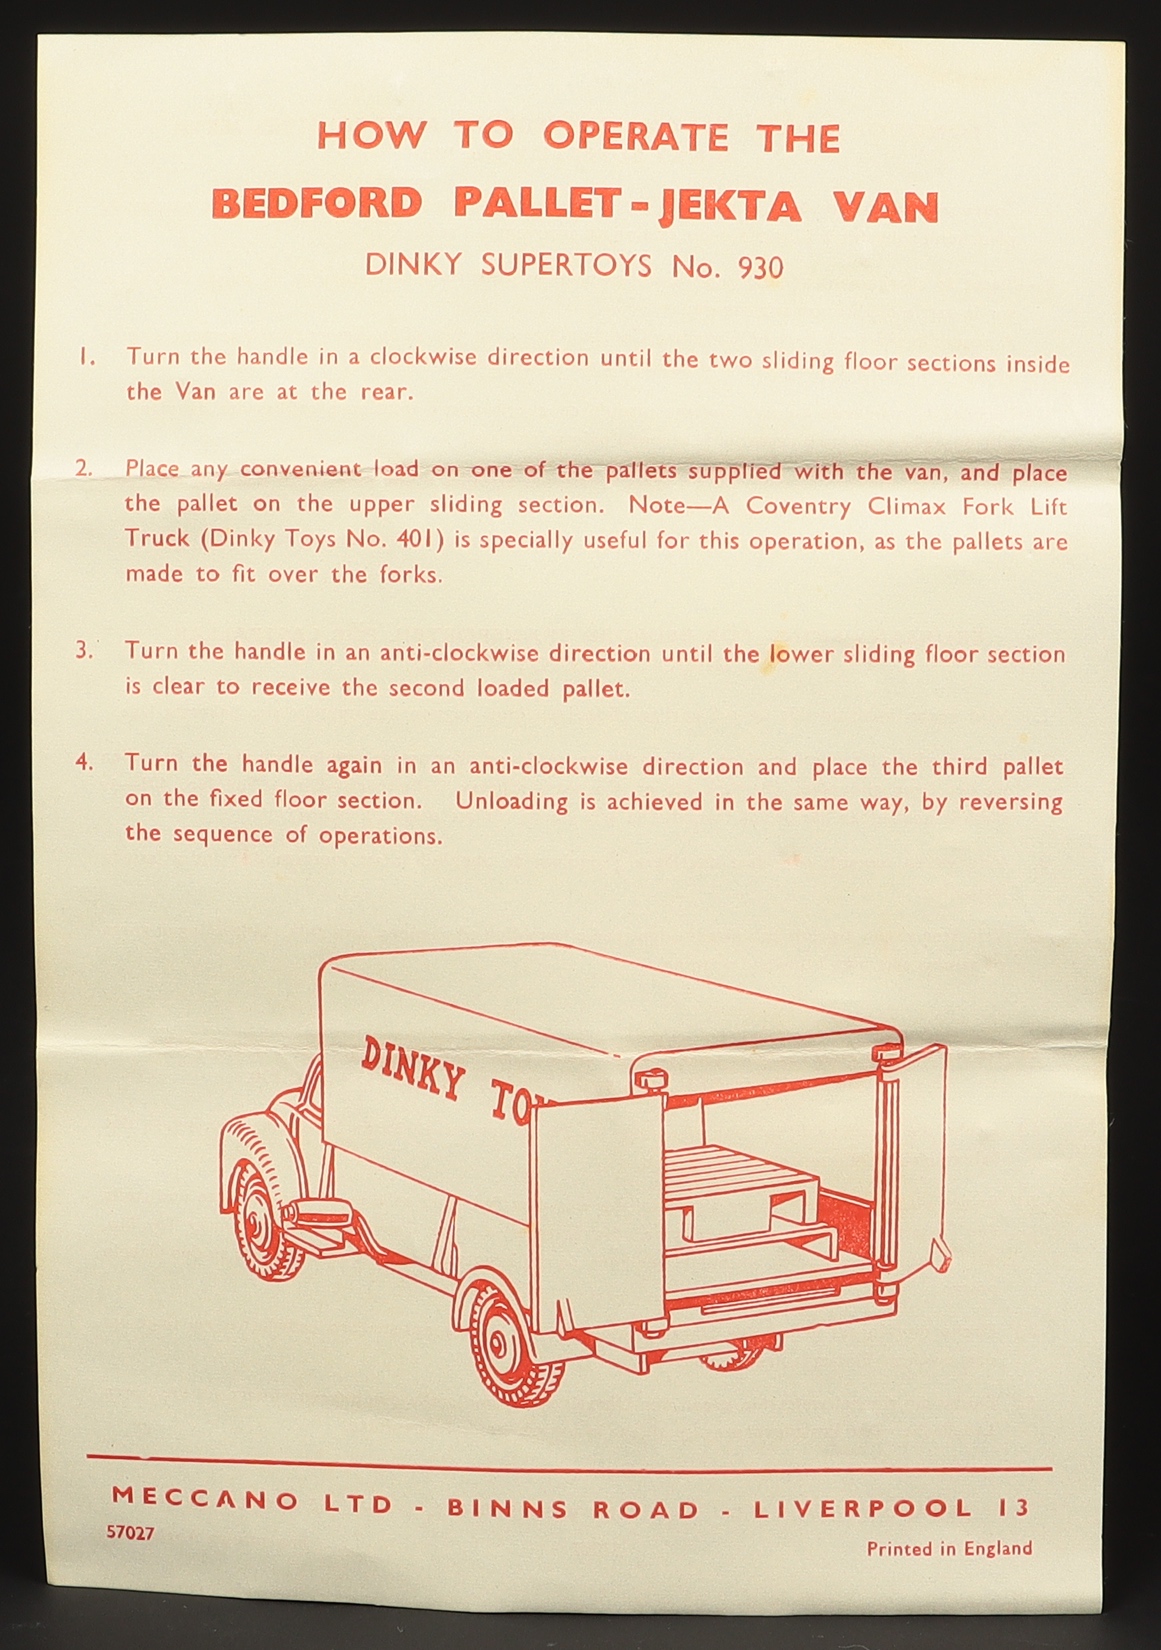 HOW TO OPERATE THE
BEDFORD PALLET-JEKTA VAN
DINKY SUPERTOYS No. 930
1. Turn the handle in a clockwise direction until the two sliding floor sections inside
the Van are at the rear.
2. Place any convenient load on one of the pallets supplied with the van, and place
the pallet on the upper sliding section. Note—A Coventry Climax Fork Lift
Truck (Dinky Toys No. 401) is specially useful for this operation, as the pallets are
made to fit over the forks.
3. Turn the handle in an anti-clockwise direction until the lower sliding floor section
is clear to receive the second loaded pallet.
4. Turn the handle again in an anti-clockwise direction and place the third pallet
on the fixed floor section. Unloading is achieved in the same way, by reversing
the sequence of operations.
DINKY TOY
MECCANO LTD - BINNS ROAD - LIVERPOOL 13
57027
Printed in England